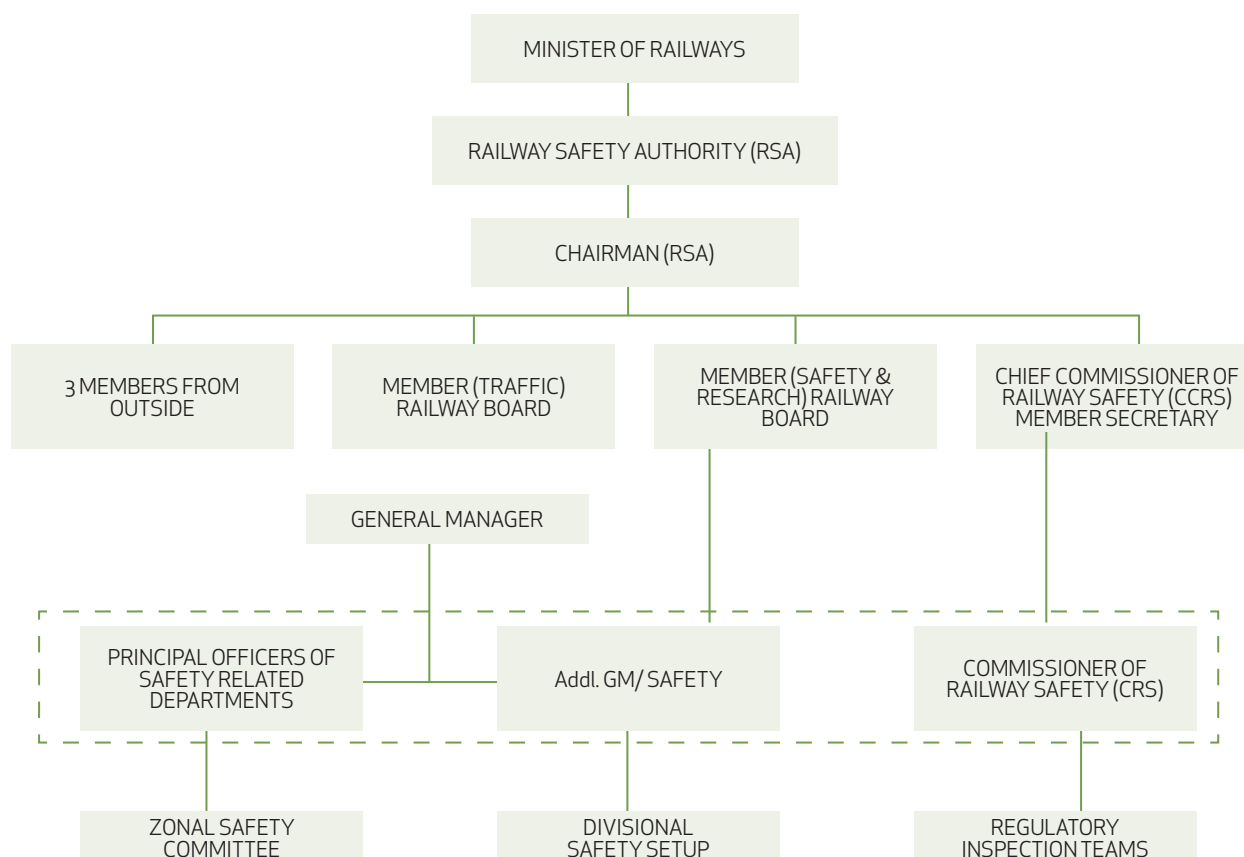 MINISTER OF RAILWAYS
RAILWAY SAFETY AUTHORITY (RSA)
CHAIRMAN (RSA)
3 MEMBERS FROM
OUTSIDE
MEMBER (TRAFFIC)
RAILWAY BOARD
MEMBER (SAFETY &
RESEARCH) RAILWAY
BOARD
CHIEF COMMISSIONER OF
RAILWAY SAFETY (CCRS)
MEMBER SECRETARY
GENERAL MANAGER
PRINCIPAL OFFICERS OF
SAFETY RELATED
DEPARTMENTS
Addl. GM/ SAFETY
COMMISSIONER OF
RAILWAY SAFETY (CRS)
ZONAL SAFETY
COMMITTEE
DIVISIONAL
SAFETY SETUP
REGULATORY
INSPECTION TEAMS